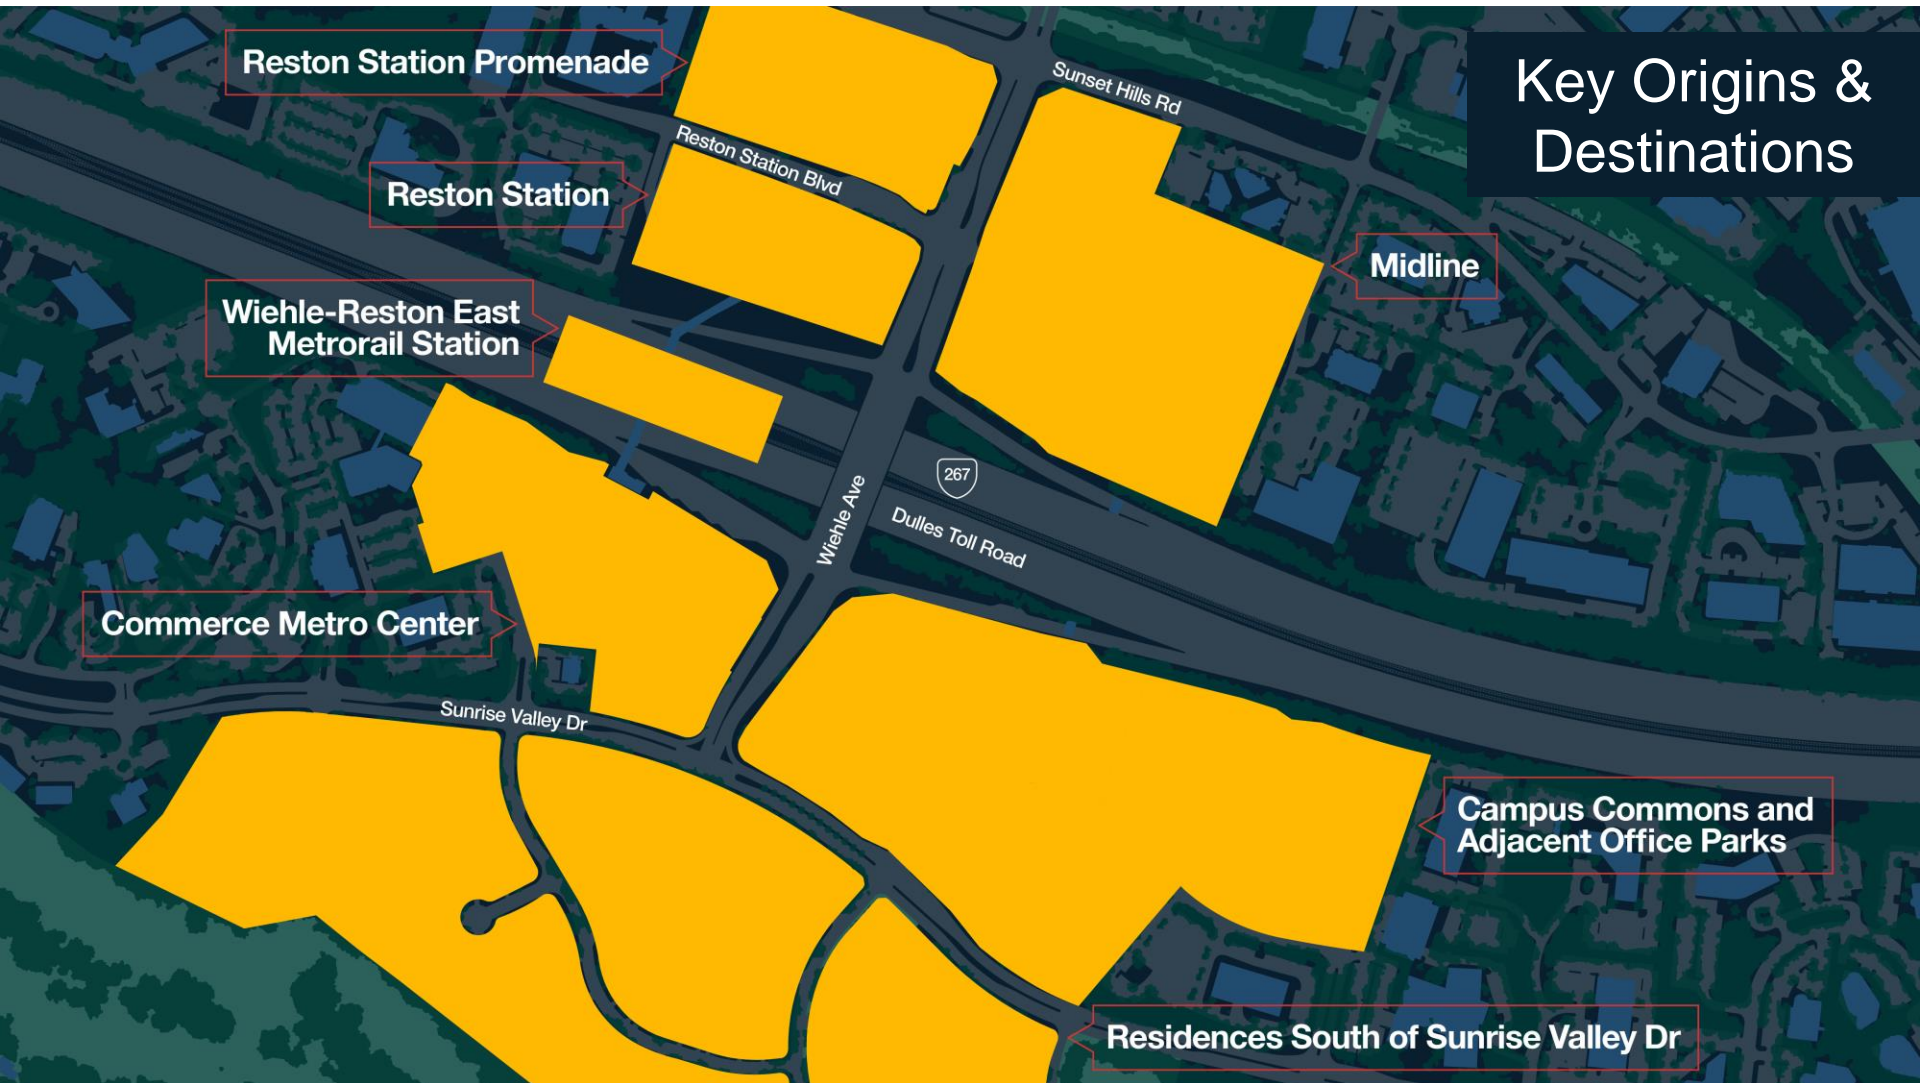 Key Origins &
Destinations
Reston Station Promenade
Sunset Hills Rd
Reston Station Blvd
Reston Station
Midline
Wiehle-Reston East
Metrorail Station
267
Wiehle Ave
Dulles Toll Road
Commerce Metro Center
Sunrise Valley Dr
Campus Commons and
Adjacent Office Parks
Residences South of Sunrise Valley Dr